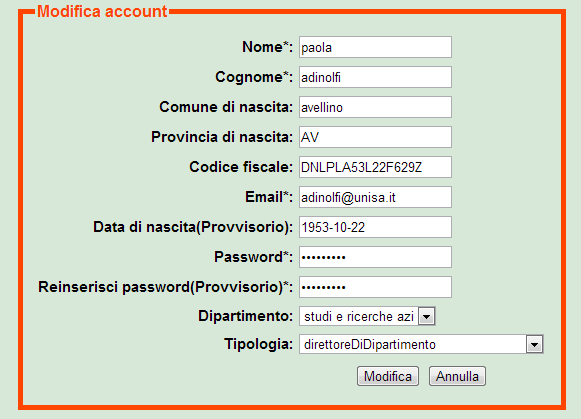 Modifica account
Nome*: paola
Cognome*: adinolfi
Comune di nascita: avellino
Provincia di nascita: AV
Codice fiscale: DNLPLA53L22F629Z
Email*: adinolfi@unisa.it
Data di nascita(Provvisorio): 1953-10-22
Password*: •••••••••
Reinserisci password(Provvisorio)*: •••••••••
Dipartimento: studi e ricerche azi
Tipologia: direttoreDiDipartimento
Modifica Annulla